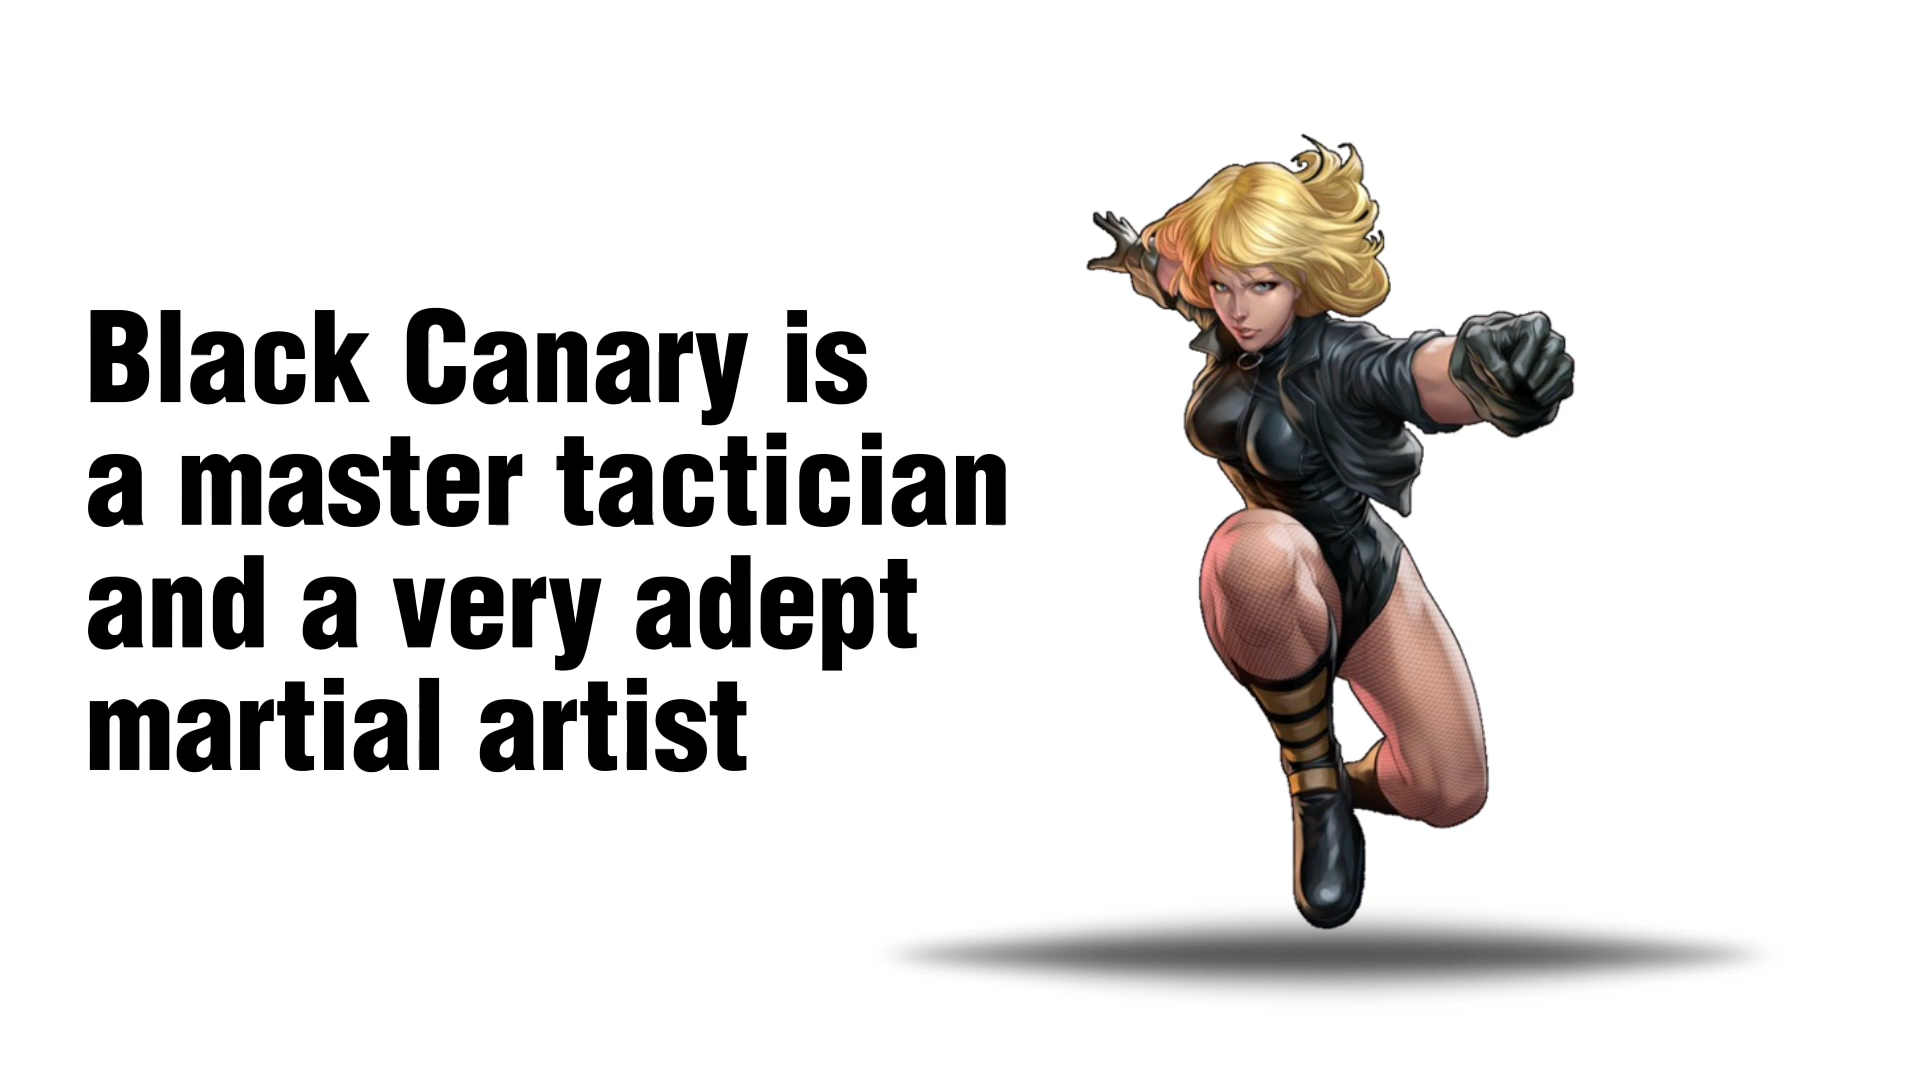 Black Canary is
a master tactician
and a very adept
martial artist